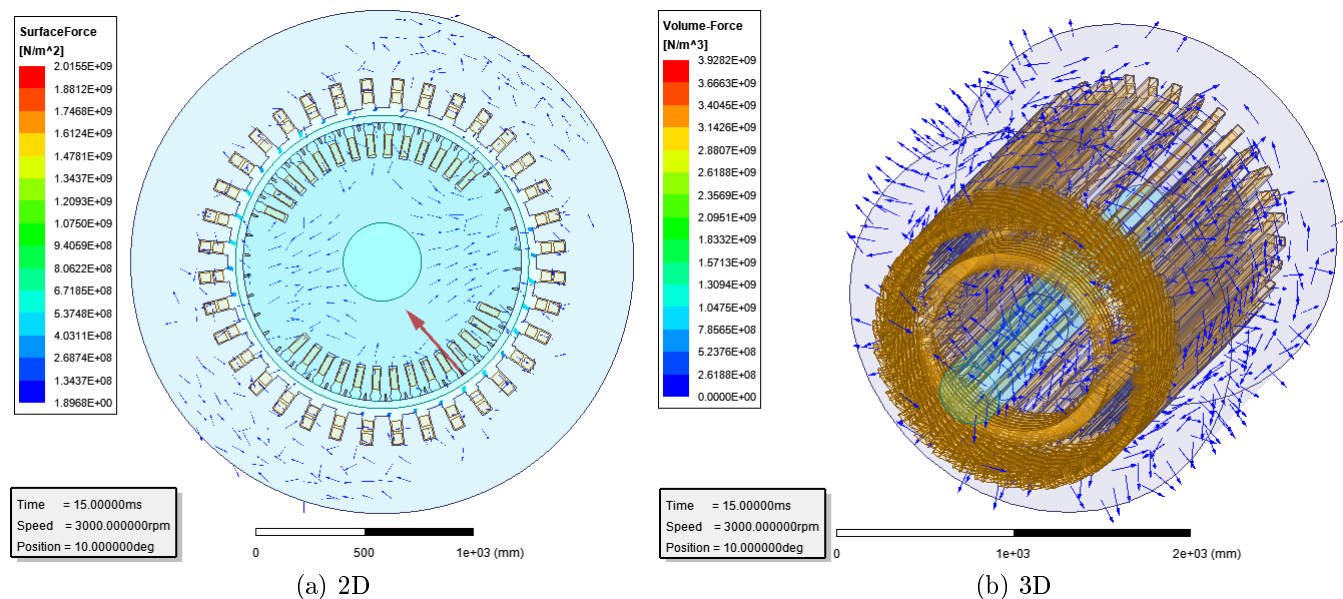 SurfaceForce
[N/m^2]
2.0155E+09
1.8812E+09
1.7468E+09
1.6124E+09
1.4781E+09
1.3437E+09
1.2093E+09
1.0750E+09
9.4059E+08
8.0622E+08
6.7185E+08
5.3748E+08
4.0311E+08
2.6874E+08
1.3437E+08
1.8968E+00
Time = 15.00000ms
Speed = 3000.000000rpm
Position = 10.000000deg
0 500 1e+03 (mm)
(a) 2D
Volume-Force
[N/m^3]
3.9282E+09
3.6663E+09
3.4045E+09
3.1426E+09
2.8807E+09
2.6188E+09
2.3569E+09
2.0951E+09
1.8332E+09
1.5713E+09
1.3094E+09
1.0475E+09
7.8565E+08
5.2376E+08
2.6188E+08
0.0000E+00
Time = 15.00000ms
Speed = 3000.000000rpm
Position = 10.000000deg
0 1e+03 2e+03 (mm)
(b) 3D